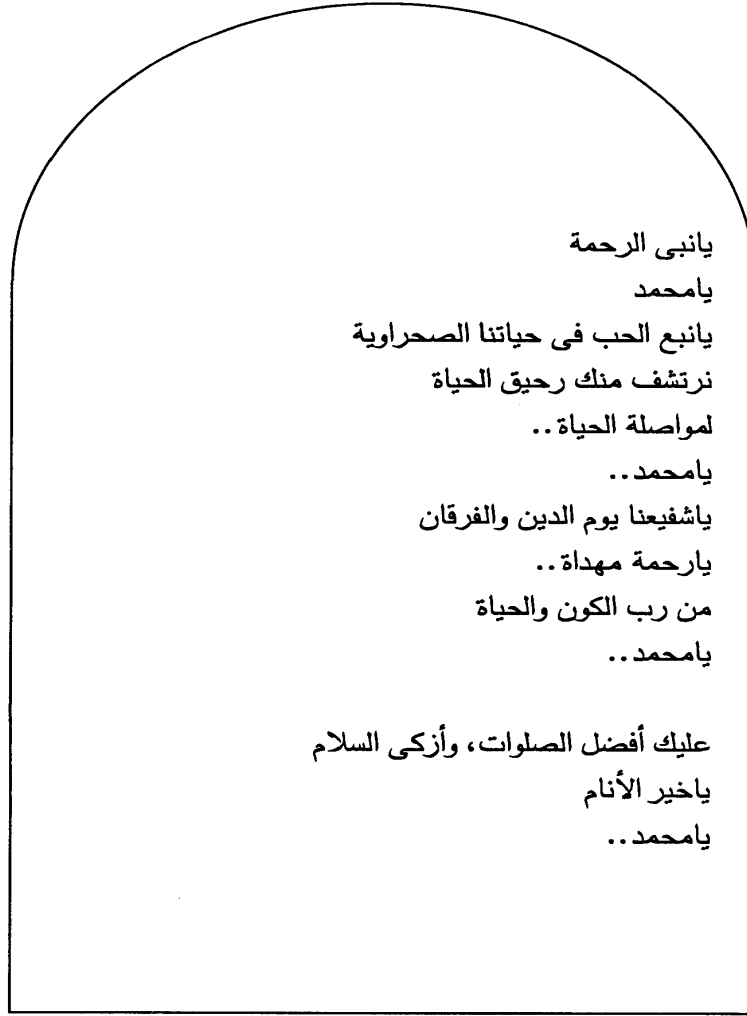 يانبى الرحمة
يامحمد
يانبع الحب فى حياتنا الصحراوية
نرتشف منك رحيق الحياة
لمواصلة الحياة..
يامحمد..
ياشفيعنا يوم الدين والفرقان
يارحمة مهداة..
من رب الكون والحياة
يامحمد..
عليك أفضل الصلوات، وأزكى السلام
ياخير الأنام
يامحمد..